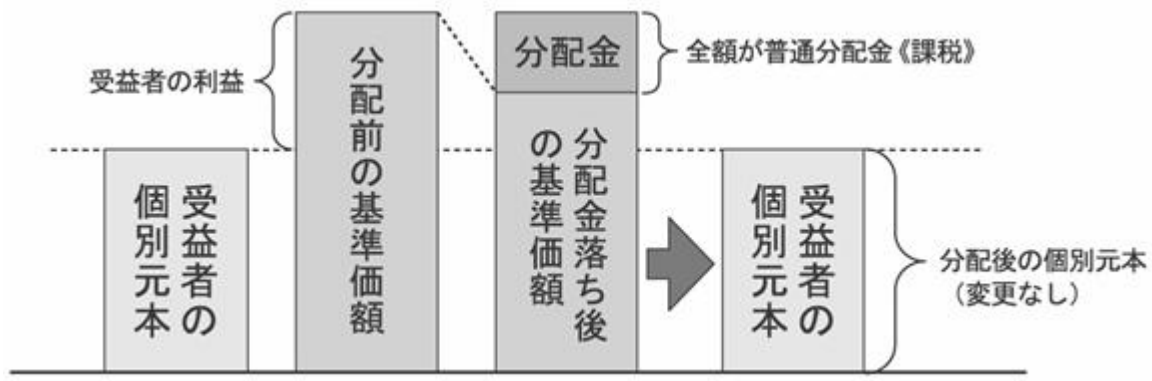 受益者の利益
受益者の
個別元本
分配前の基準価額
分配金
全額が普通分配金《課税》
分配金落ち後
の基準価額
受益者の
個別元本
分配後の個別元本
（変更なし）